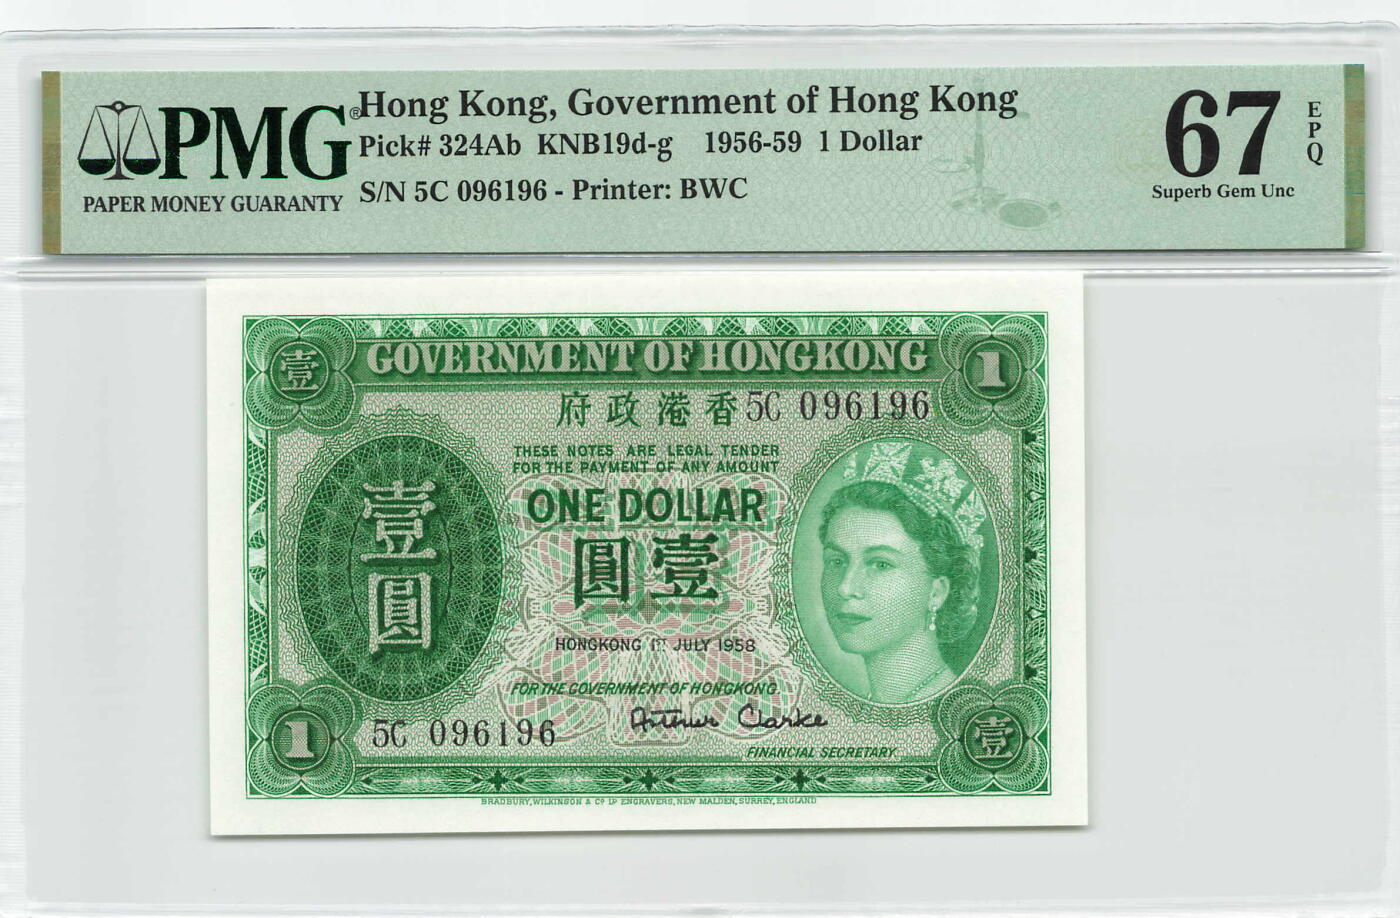 PMG®
PAPER MONEY GUARANTY
Hong Kong, Government of Hong Kong
Pick# 324Ab KNB19d-g 1956-59 1 Dollar
S/N 5C 096196 - Printer: BWC
67
EPQ
Superb Gem Unc
壹
GOVERNMENT OF HONGKONG
1
府政港香
5C 096196
THESE NOTES ARE LEGAL TENDER
FOR THE PAYMENT OF ANY AMOUNT
ONE DOLLAR
圓壹
壹
圓
HONGKONG 1ST JULY 1958
FOR THE GOVERNMENT OF HONGKONG.
Arthur Clarke
FINANCIAL SECRETARY.
1
5C 096196
壹
BRADBURY, WILKINSON & Co LD ENGRAVERS, NEW MALDEN, SURREY, ENGLAND